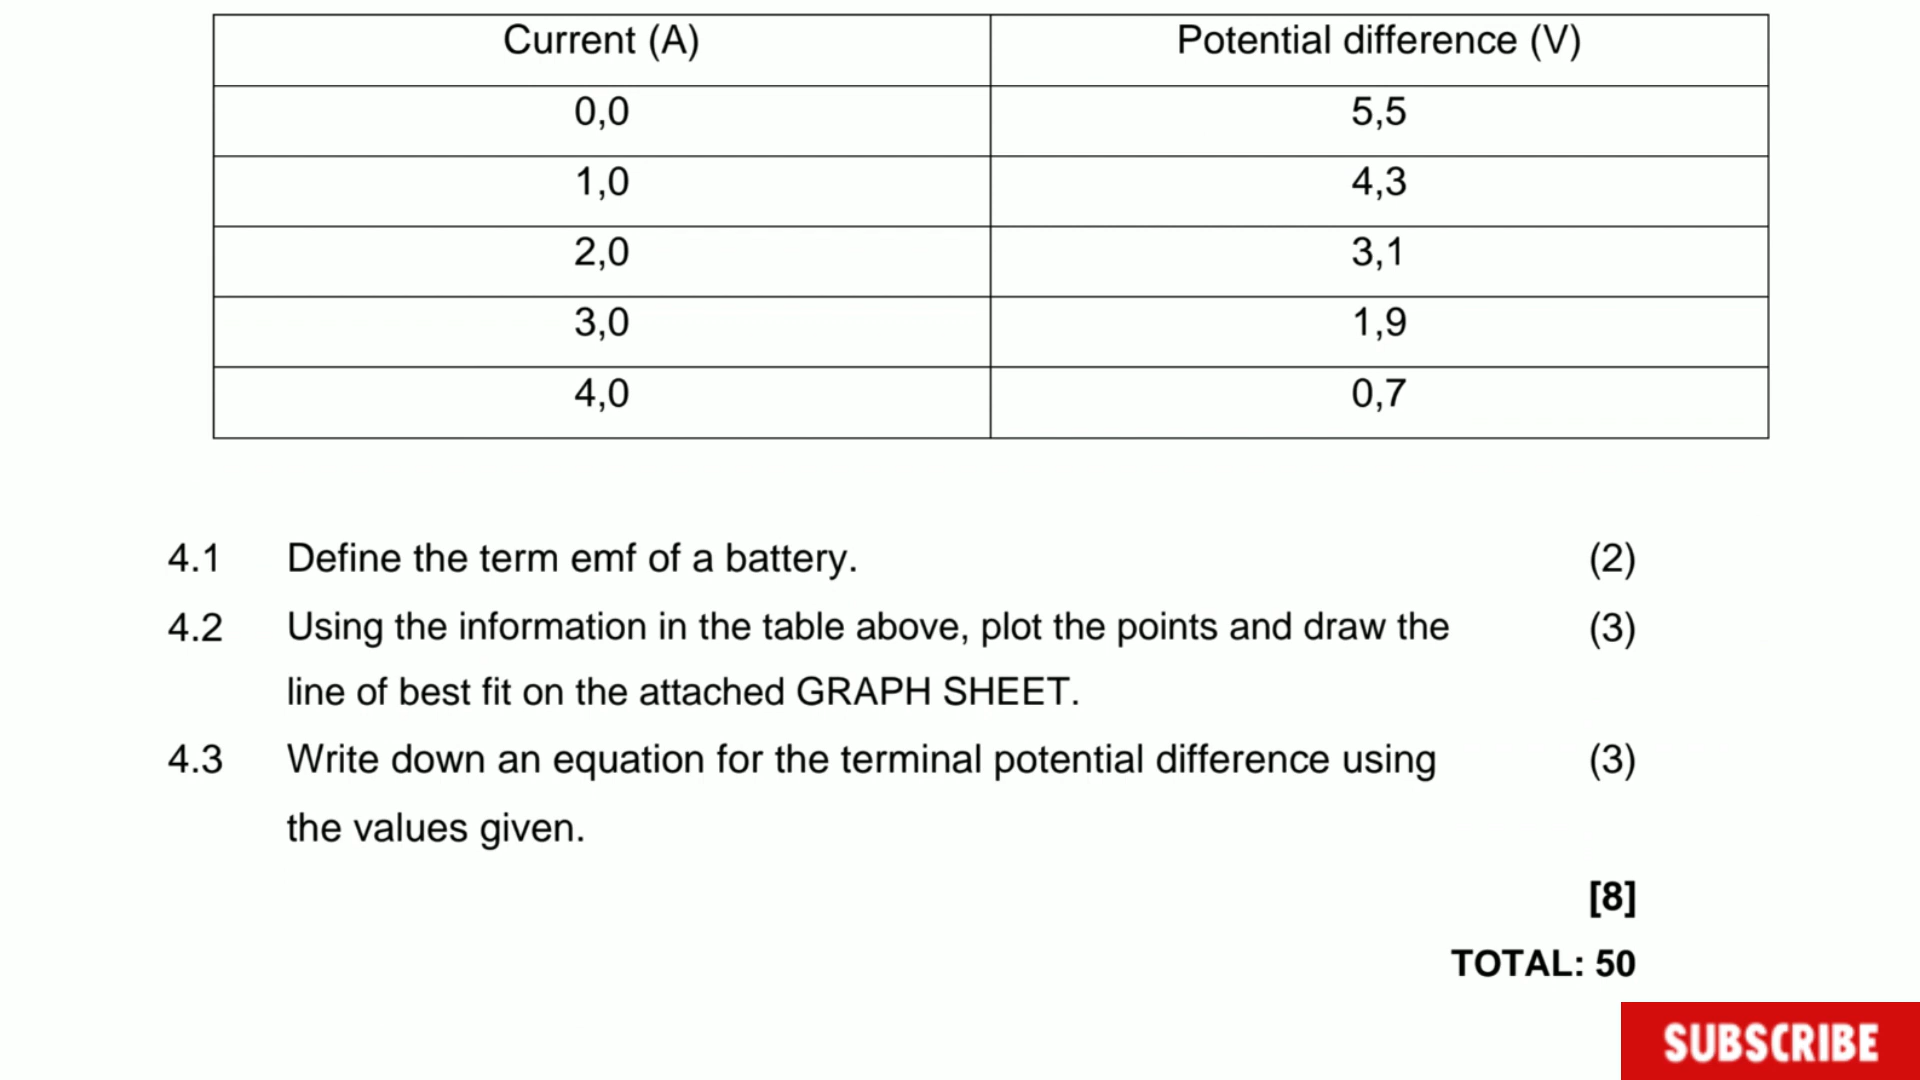 Current (A) Potential difference (V)
0,0 5,5
1,0 4,3
2,0 3,1
3,0 1,9
4,0 0,7
4.1 Define the term emf of a battery. (2)
4.2 Using the information in the table above, plot the points and draw the (3)
line of best fit on the attached GRAPH SHEET.
4.3 Write down an equation for the terminal potential difference using (3)
the values given.
[8]
TOTAL: 50
SUBSCRIBE